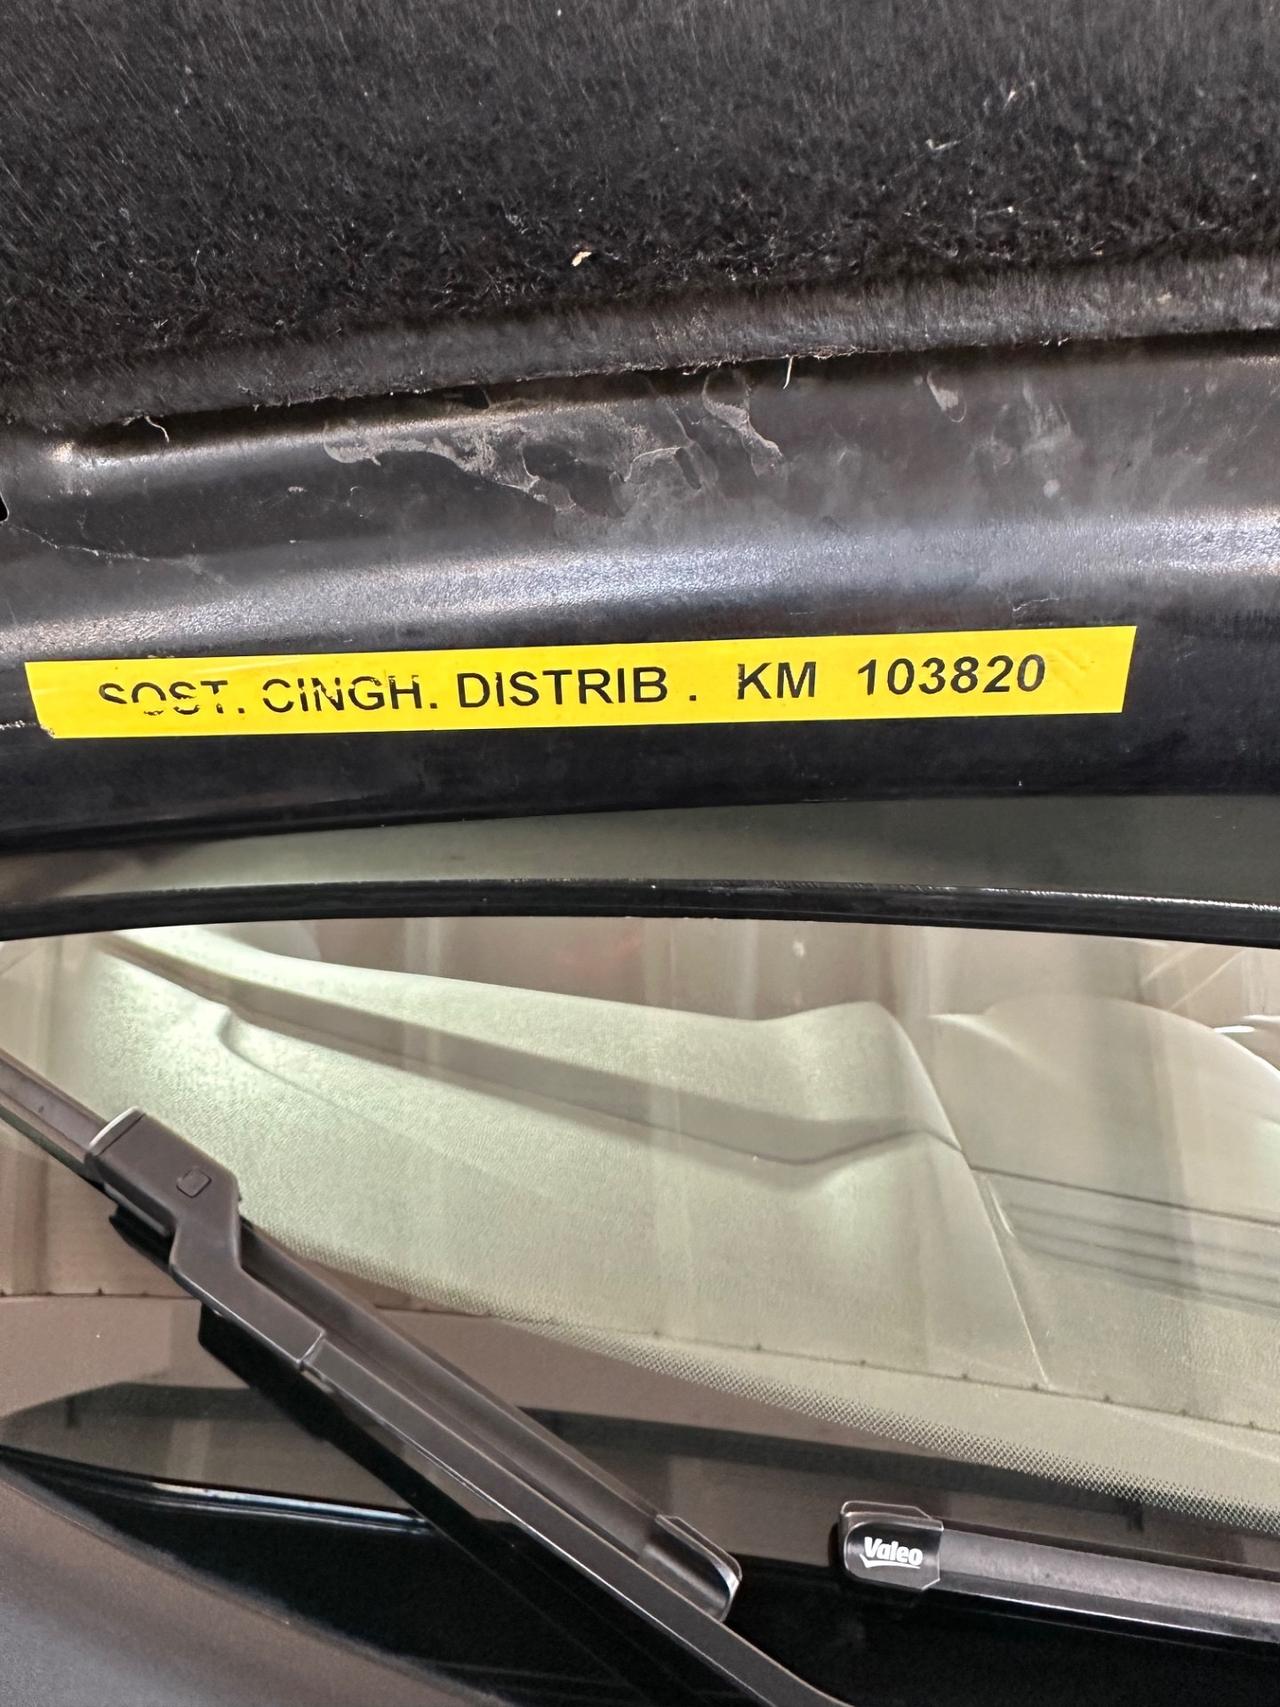 SOST. CINGH. DISTRIB. KM 103820
Valeo